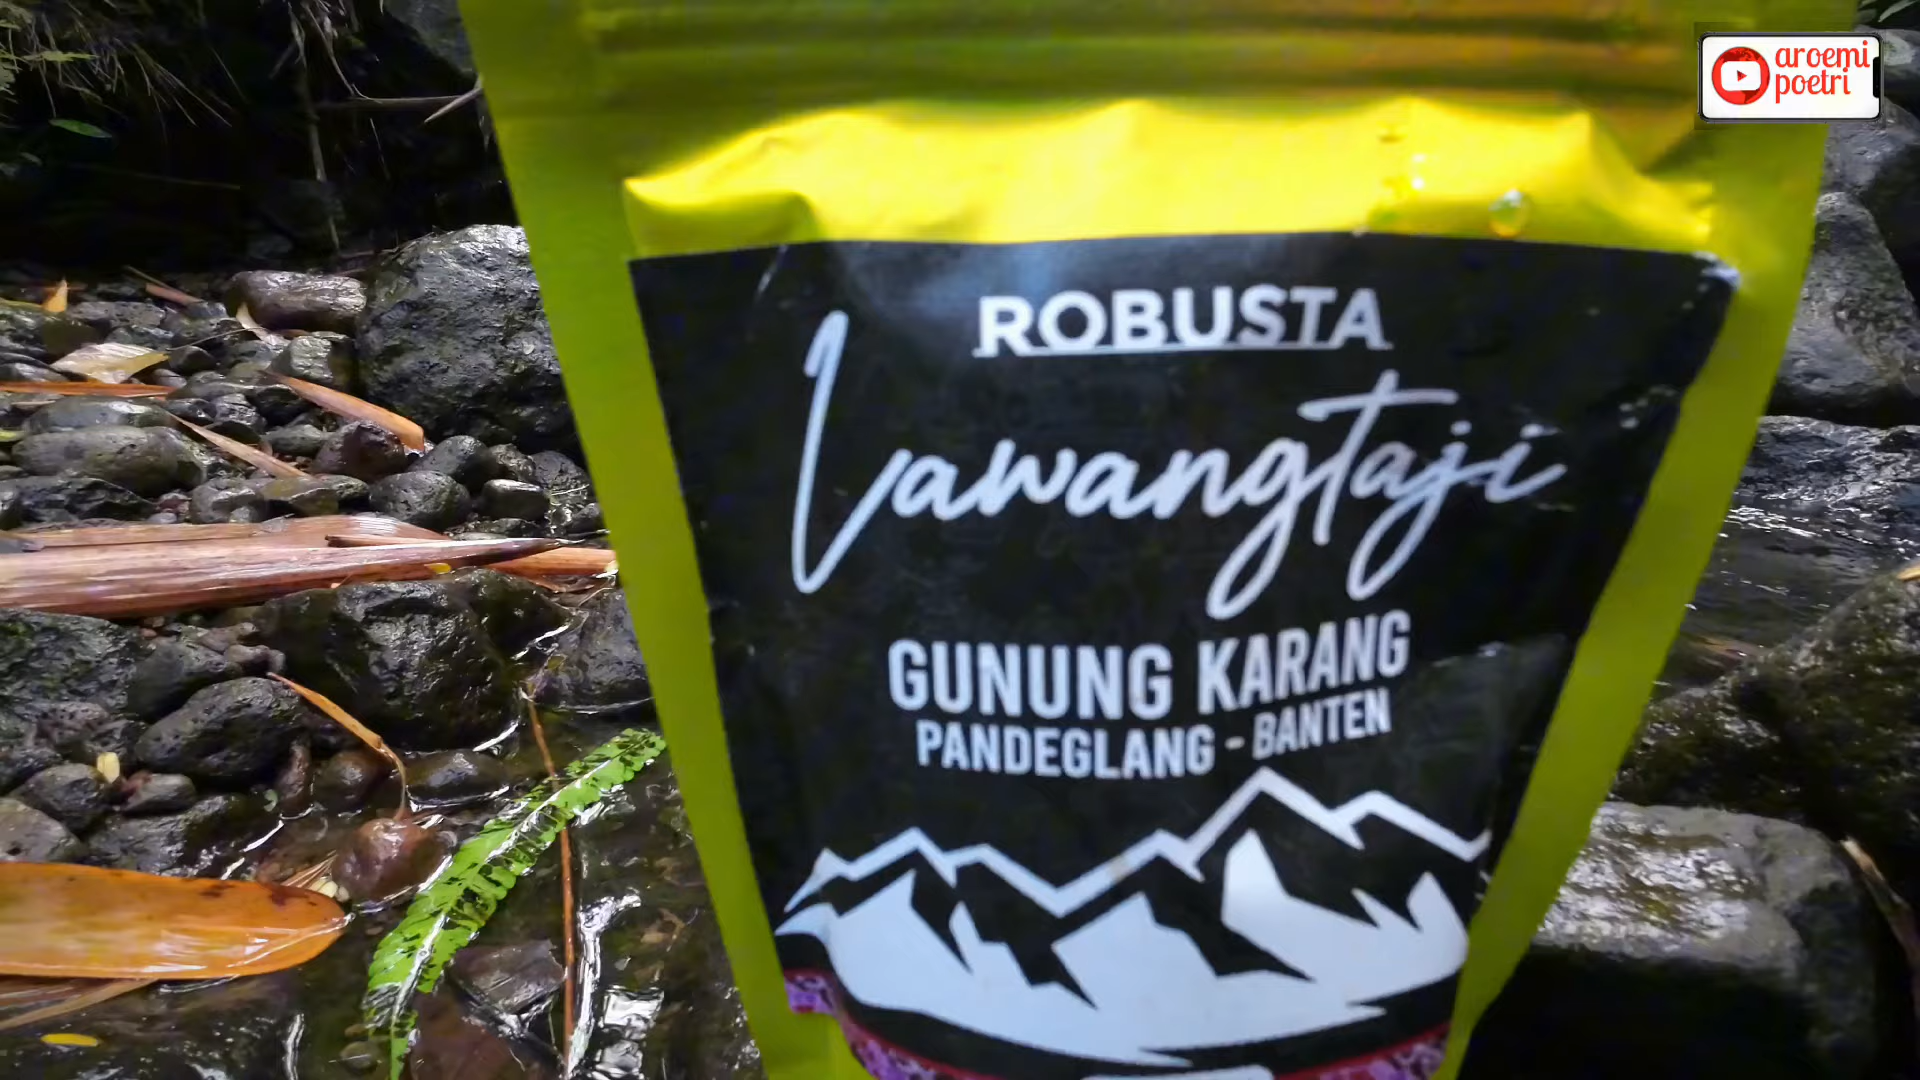 aroemi
poetri
ROBUSTA
Lawangtaji
GUNUNG KARANG
PANDEGLANG - BANTEN